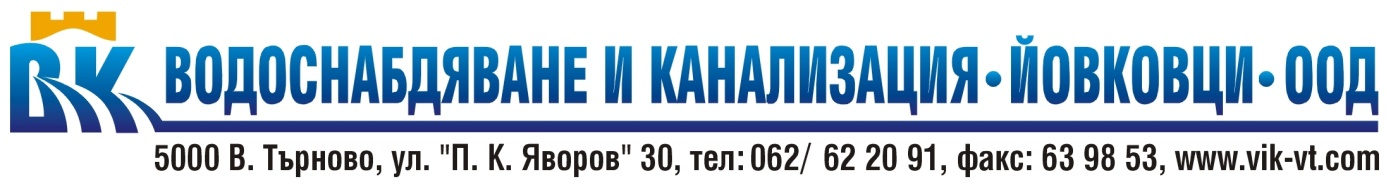 ВК ВОДОСНАБДЯВАНЕ И КАНАЛИЗАЦИЯ • ЙОВКОВЦИ • ООД
5000 В. Търново, ул. "П. К. Яворов" 30, тел: 062/ 62 20 91, факс: 63 98 53, www.vik-vt.com